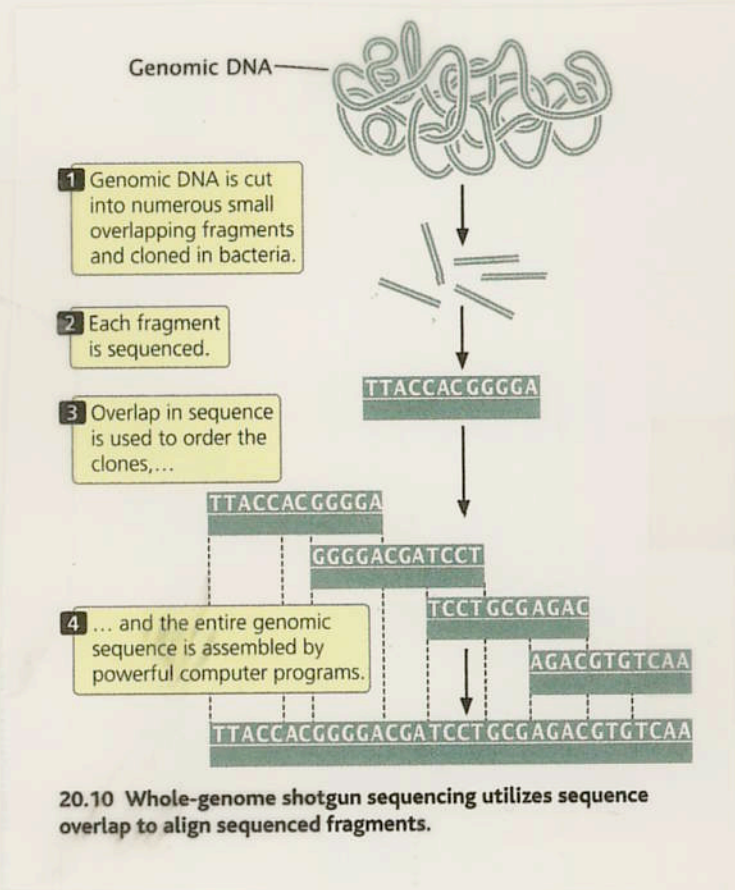 Genomic DNA
1 Genomic DNA is cut
into numerous small
overlapping fragments
and cloned in bacteria.
2 Each fragment
is sequenced.
TTACCACGGGGA
3 Overlap in sequence
is used to order the
clones,...
TTACCACGGGGA
GGGGACGATCCT
TCCTGCGAGAC
4 ... and the entire genomic
sequence is assembled by
powerful computer programs.
AGACGTGTCAA
TTACCACGGGGACGATCCTGCGAGACGTGTCAA
20.10 Whole-genome shotgun sequencing utilizes sequence
overlap to align sequenced fragments.